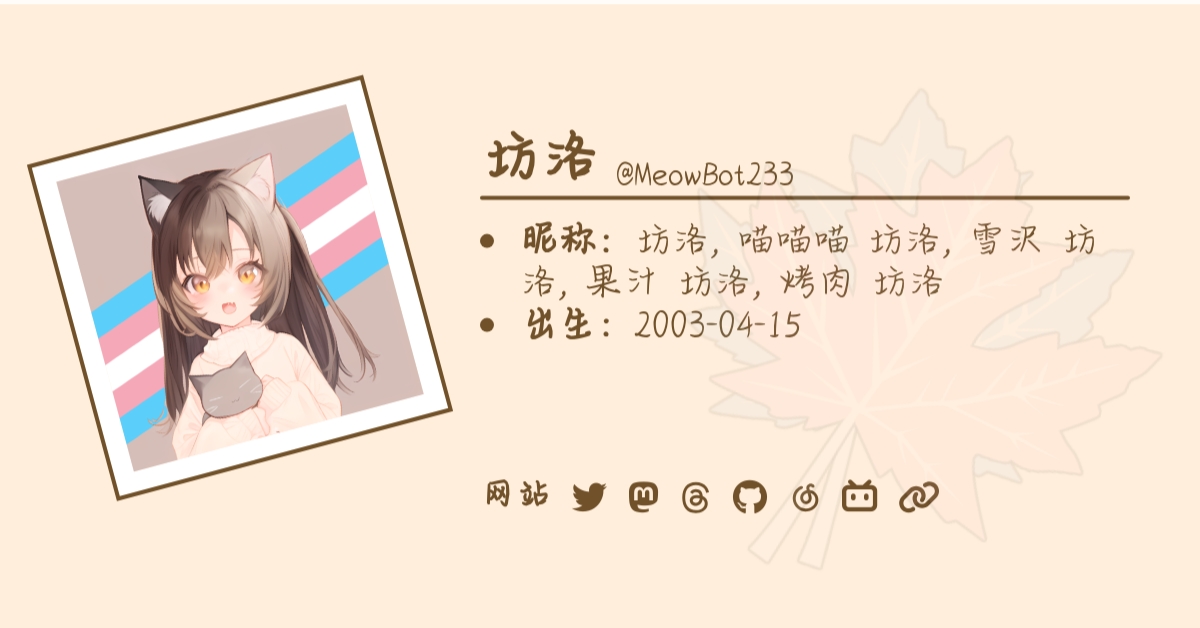 坊洛 @MeowBot233
昵称：坊洛, 喵喵喵 坊洛, 雪沢 坊
洛, 果汁 坊洛, 烤肉 坊洛
出生：2003-04-15
网站